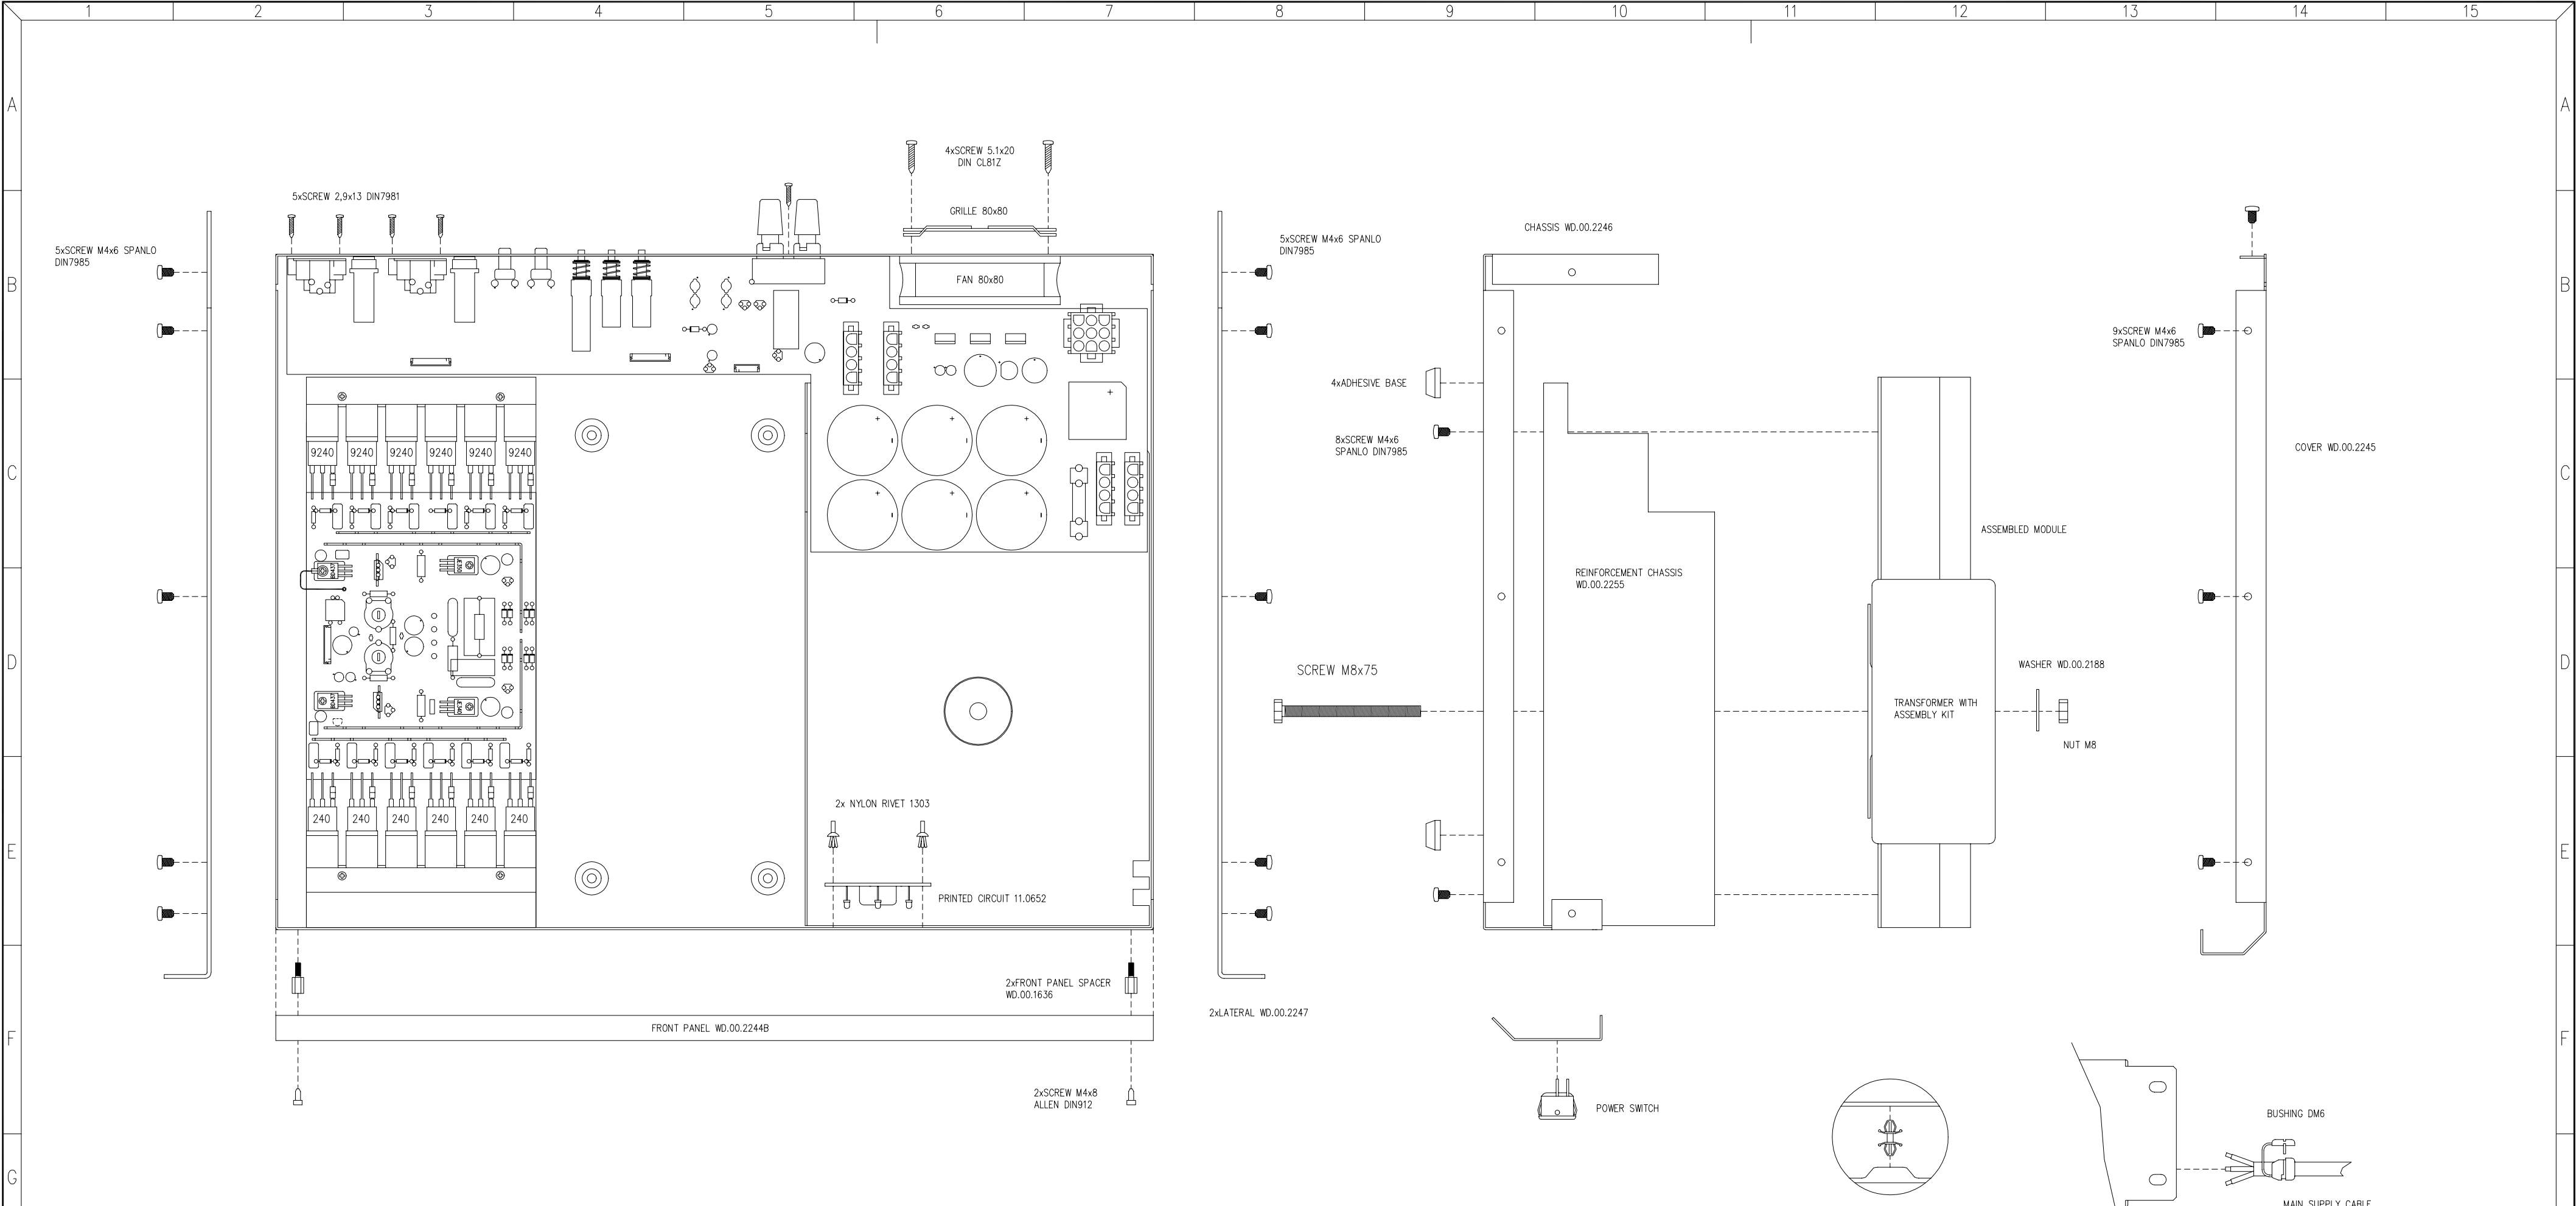 1 2 3 4 5 6 7 8 9 10 11 12 13 14 15
A A
4xSCREW 5.1x20
DIN CL81Z
5xSCREW 2,9x13 DIN7981
GRILLE 80x80
5xSCREW M4x6 SPANLO
DIN7985
5xSCREW M4x6 SPANLO
DIN7985
CHASSIS WD.00.2246
B B
FAN 80x80
9xSCREW M4x6
SPANLO DIN7985
4xADHESIVE BASE
8xSCREW M4x6
SPANLO DIN7985
COVER WD.00.2245
9240 9240 9240 9240 9240 9240
C C
ASSEMBLED MODULE
REINFORCEMENT CHASSIS
WD.00.2255
BD437
D D
SCREW M8x75
WASHER WD.00.2188
TRANSFORMER WITH
ASSEMBLY KIT
BD437
NUT M8
2x NYLON RIVET 1303
240 240 240 240 240 240
E E
PRINTED CIRCUIT 11.0652
2xFRONT PANEL SPACER
WD.00.1636
2xLATERAL WD.00.2247
FRONT PANEL WD.00.2244B
F F
2xSCREW M4x8
ALLEN DIN912
POWER SWITCH
BUSHING DM6
G G
MAIN SUPPLY CABLE